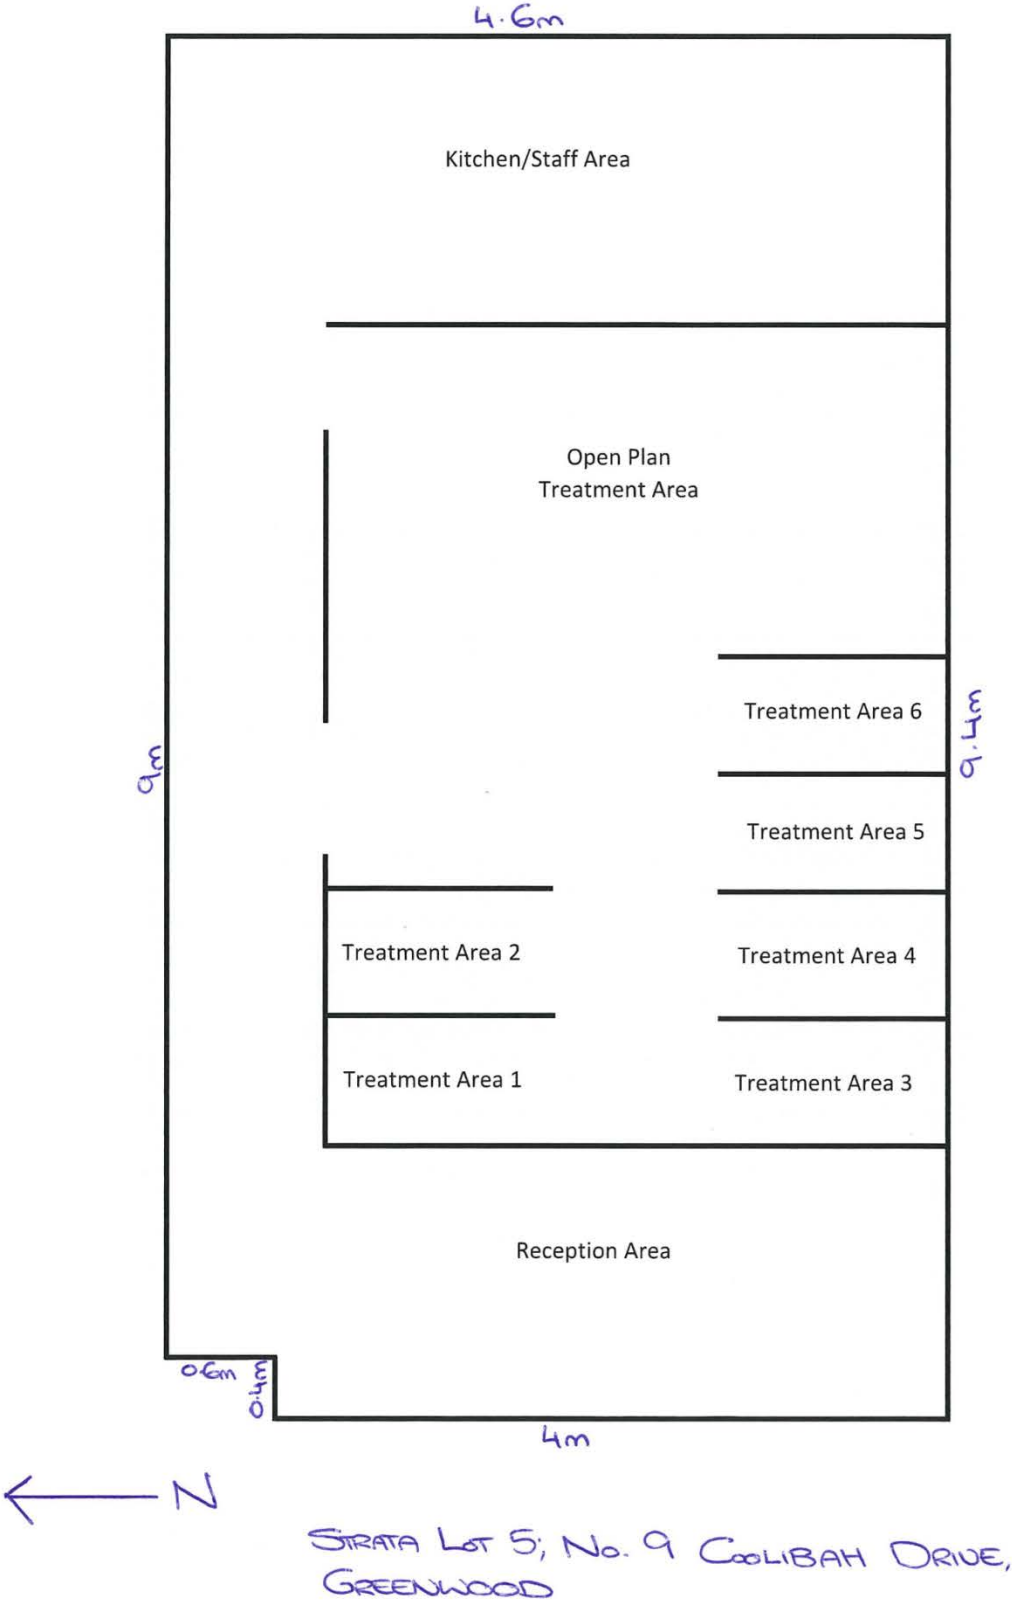 4.6m
Kitchen/Staff Area
Open Plan
Treatment Area
Treatment Area 6
9.4m
9m
Treatment Area 5
Treatment Area 2
Treatment Area 4
Treatment Area 1
Treatment Area 3
Reception Area
0.6m
0.4m
4m
N
STRATA LOT 5; No. 9 COOLIBAH DRIVE,
GREENWOOD